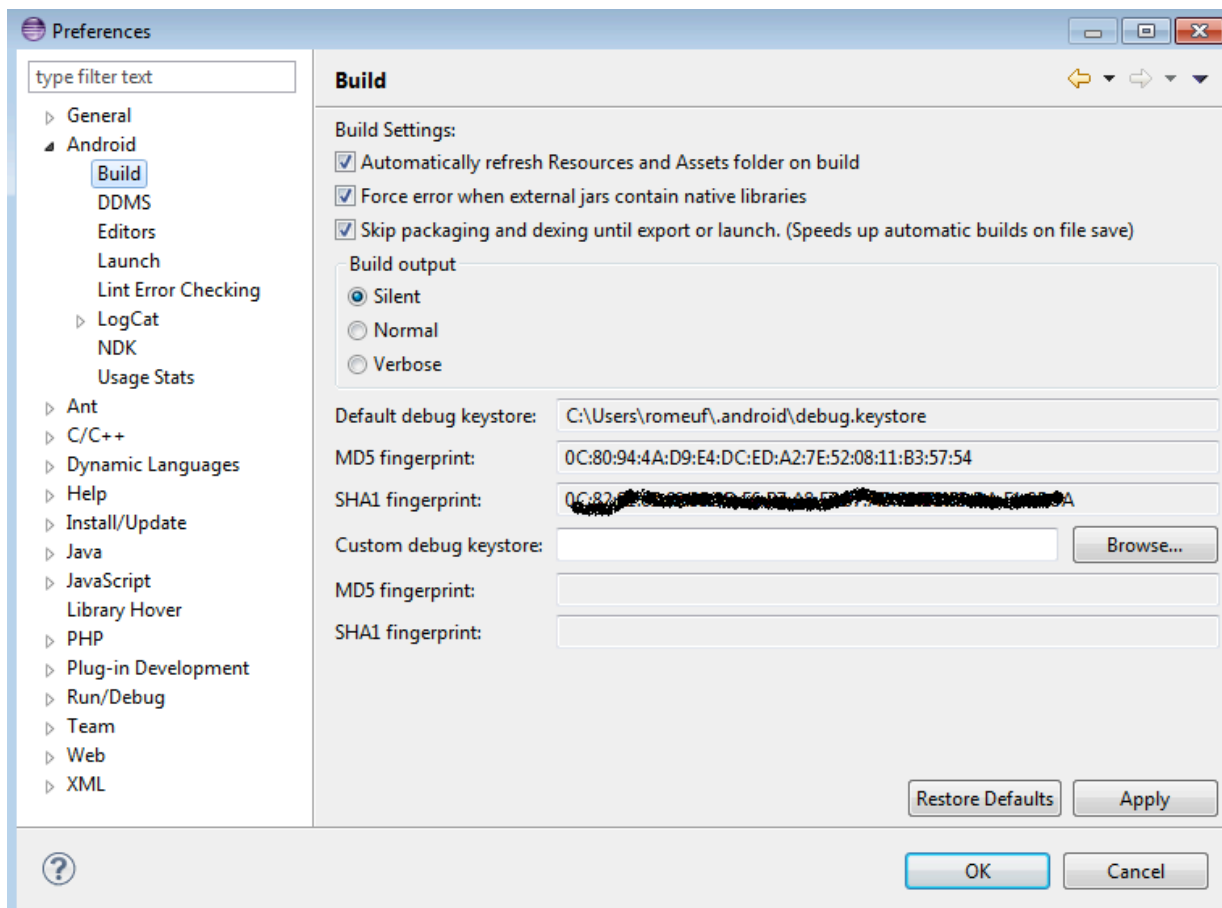 Preferences
type filter text
General
Android
Build
DDMS
Editors
Launch
Lint Error Checking
LogCat
NDK
Usage Stats
Ant
C/C++
Dynamic Languages
Help
Install/Update
Java
JavaScript
Library Hover
PHP
Plug-in Development
Run/Debug
Team
Web
XML
Build
Build Settings:
Automatically refresh Resources and Assets folder on build
Force error when external jars contain native libraries
Skip packaging and dexing until export or launch. (Speeds up automatic builds on file save)
Build output
Silent
Normal
Verbose
Default debug keystore: C:\Users\romeuf\.android\debug.keystore
MD5 fingerprint: 0C:80:94:4A:D9:E4:DC:ED:A2:7E:52:08:11:B3:57:54
SHA1 fingerprint:
Custom debug keystore: Browse...
MD5 fingerprint:
SHA1 fingerprint:
Restore Defaults Apply
? OK Cancel